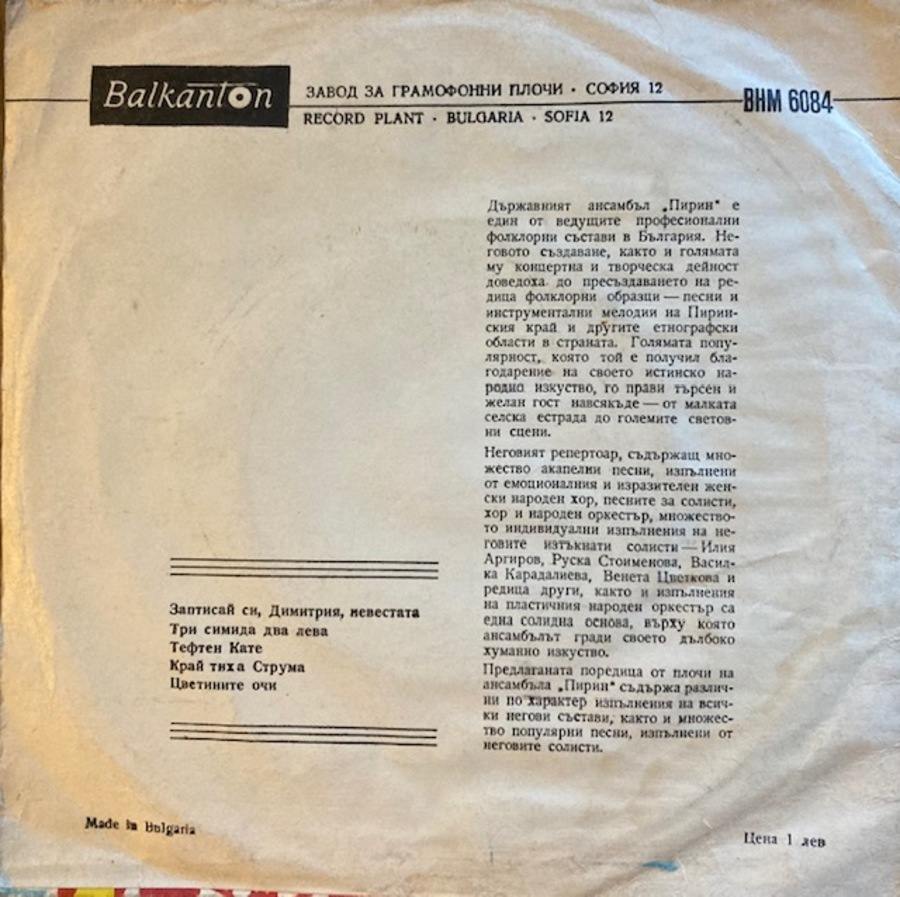 Balkanton
ЗАВОД ЗА ГРАМОФОННИ ПЛОЧИ · СОФИЯ 12
RECORD PLANT · BULGARIA · SOFIA 12
ВНМ 6084
Държавният ансамбъл „Пирин“ е
един от ведущите професионални
фолклорни състави в България. Не-
говото създаване, както и голямата
му концертна и творческа дейност
доведоха до пресъздаването на ре-
дица фолклорни образци — песни и
инструментални мелодии на Пирин-
ския край и другите етнографски
области в страната. Голямата попу-
лярност, която той е получил бла-
годарение на своето истинско на-
родно изкуство, го прави търсен и
желан гост навсякъде — от малката
селска естрада до големите светов-
ни сцени.
Неговият репертоар, съдържащ мно-
жество акапелни песни, изпълнени
от емоционалния и изразителен жен-
ски народен хор, песните за солисти,
хор и народен оркестър, множество-
то индивидуални изпълнения на не-
говите изтъкнати солисти — Илия
Аргиров, Руска Стоименова, Васил-
ка Карадалиева, Венета Цветкова и
редица други, както и изпълнения
на пластичния народен оркестър са
една солидна основа, върху която
ансамбълът гради своето дълбоко
хуманно изкуство.
Предлаганата поредица от плочи на
ансамбъла „Пирин“ съдържа различ-
ни по характер изпълнения на всич-
ки негови състави, както и множес-
тво популярни песни, изпълнени от
неговите солисти.
Запписай си, Димитрия, невестата
Три симида два лева
Тефтен Кате
Край тиха Струма
Цветините очи
Made in Bulgaria
Цена 1 лев